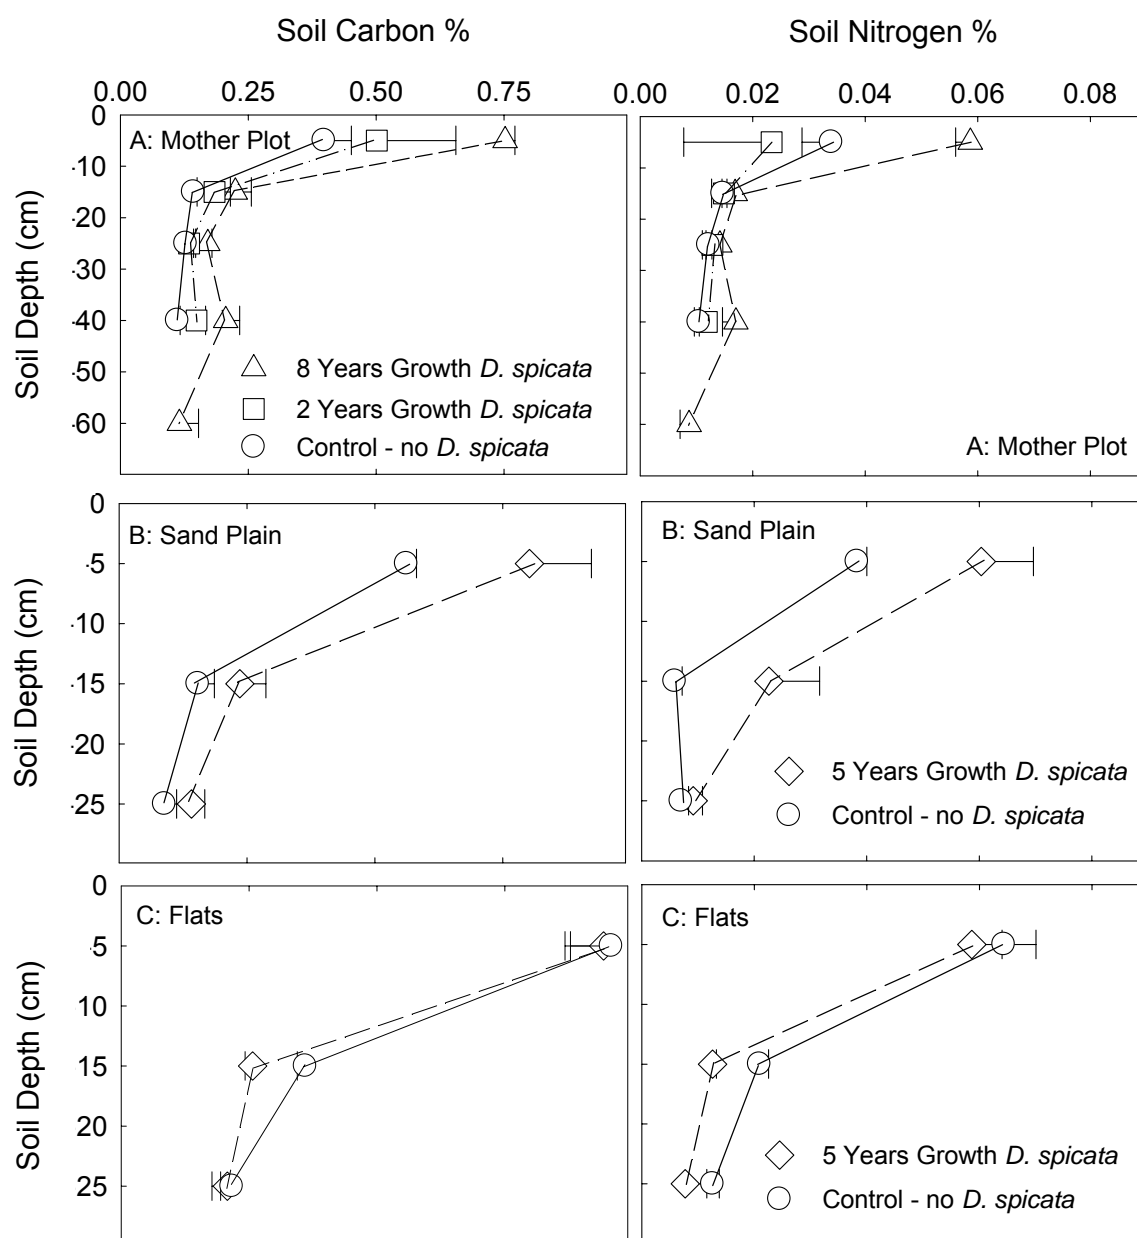 Soil Carbon %
Soil Nitrogen %
0.00 0.25 0.50 0.75
0.00 0.02 0.04 0.06 0.08
Soil Depth (cm)
0
-10
-20
-30
-40
-50
-60
A: Mother Plot
8 Years Growth D. spicata
2 Years Growth D. spicata
Control - no D. spicata
A: Mother Plot
Soil Depth (cm)
0
-5
-10
-15
-20
-25
B: Sand Plain
B: Sand Plain
5 Years Growth D. spicata
Control - no D. spicata
Soil Depth (cm)
0
5
10
15
20
25
C: Flats
C: Flats
5 Years Growth D. spicata
Control - no D. spicata